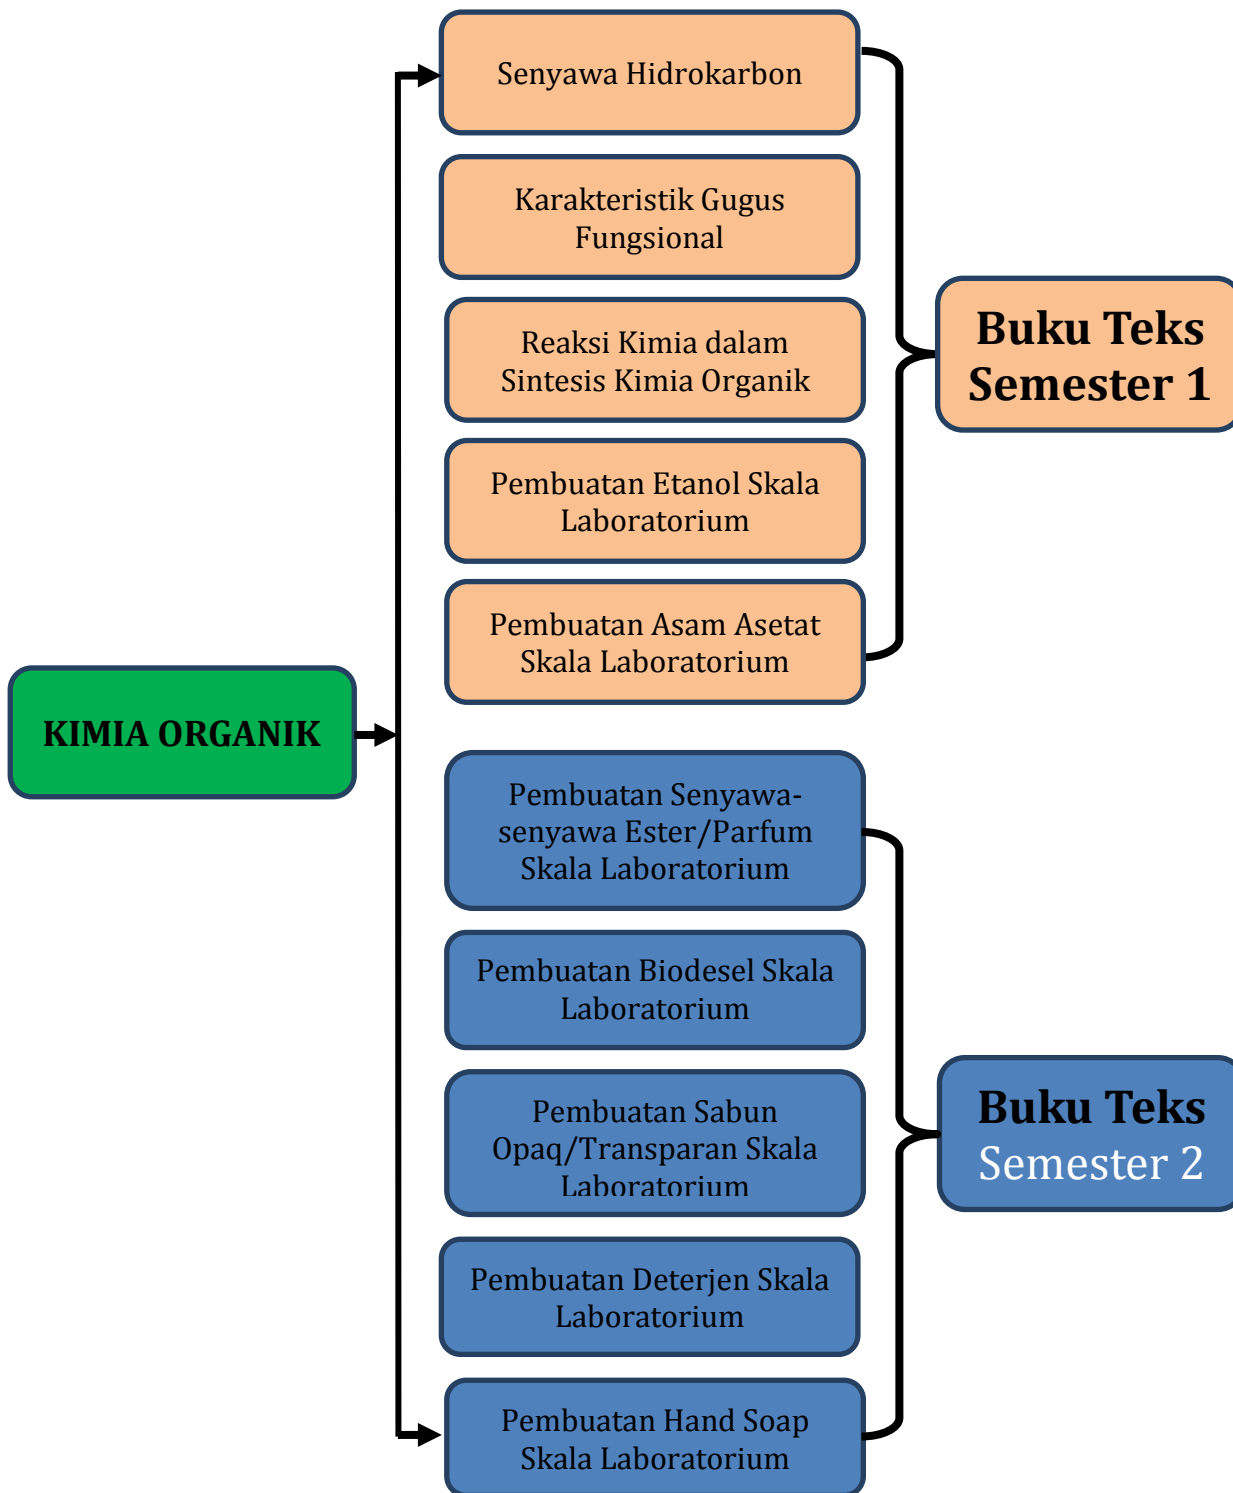 Senyawa Hidrokarbon
Karakteristik Gugus
Fungsional
Reaksi Kimia dalam
Sintesis Kimia Organik
Pembuatan Etanol Skala
Laboratorium
Pembuatan Asam Asetat
Skala Laboratorium
Buku Teks
Semester 1
KIMIA ORGANIK
Pembuatan Senyawa-
senyawa Ester/Parfum
Skala Laboratorium
Pembuatan Biodesel Skala
Laboratorium
Pembuatan Sabun
Opaq/Transparan Skala
Laboratorium
Pembuatan Deterjen Skala
Laboratorium
Pembuatan Hand Soap
Skala Laboratorium
Buku Teks
Semester 2